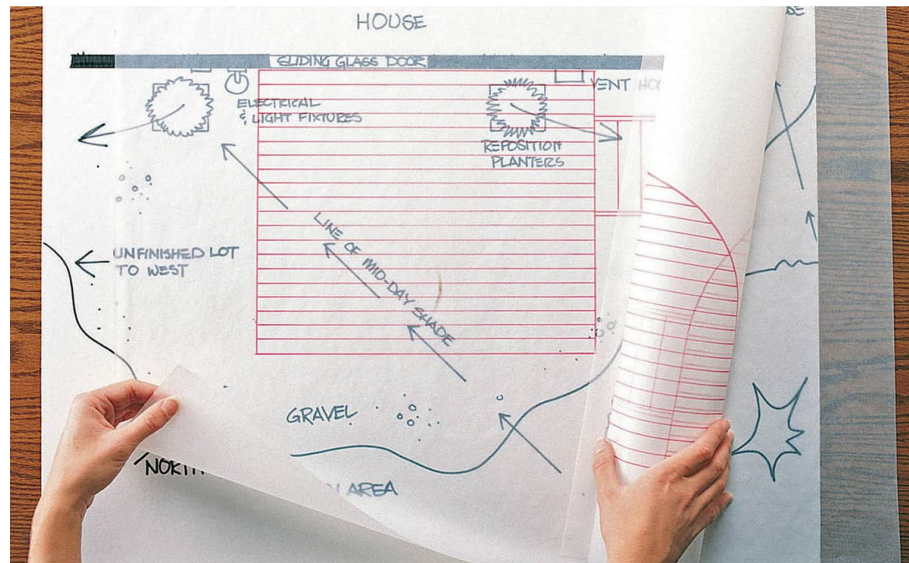 HOUSE
SLIDING GLASS DOOR
ELECTRICAL
& LIGHT FIXTURES
VENT
REPOSITION
PLANTERS
LINE OF MID-DAY SHADE
UNFINISHED LOT
TO WEST
GRAVEL
AREA